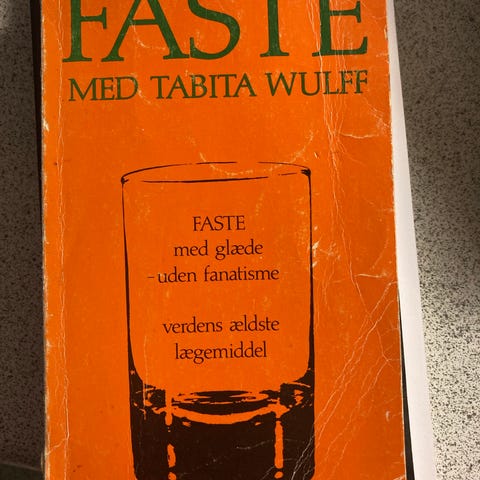 FASTE
MED TABITA WULFF
FASTE
med glæde
-uden fanatisme
verdens ældste
lægemiddel